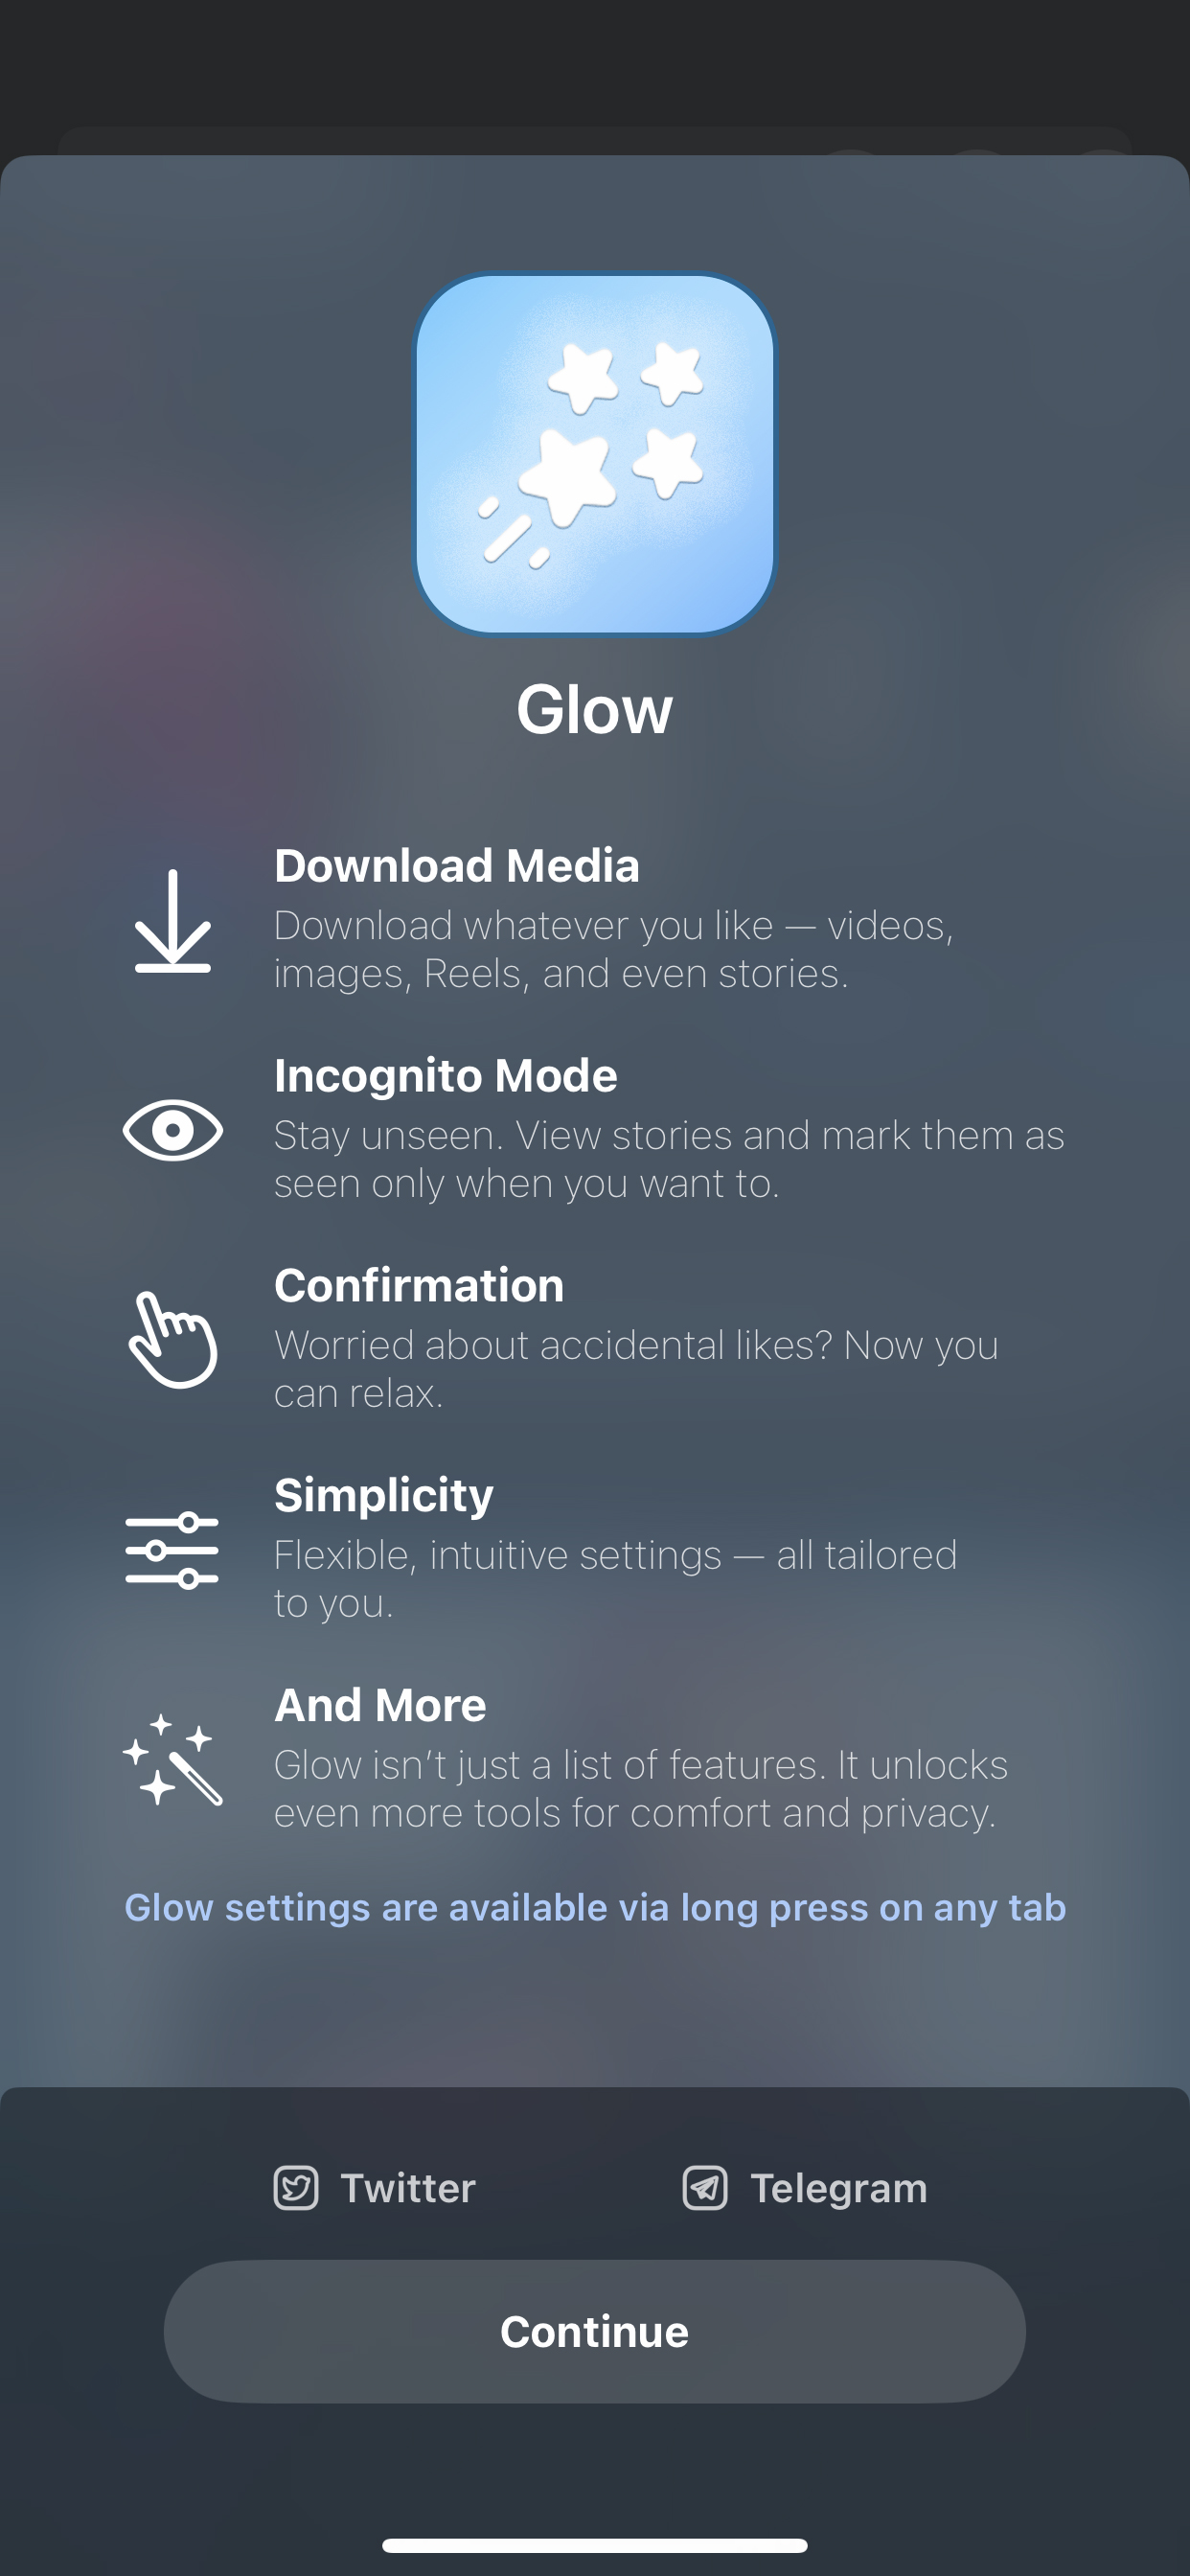 Glow
Download Media
Download whatever you like — videos,
images, Reels, and even stories.
Incognito Mode
Stay unseen. View stories and mark them as
seen only when you want to.
Confirmation
Worried about accidental likes? Now you
can relax.
Simplicity
Flexible, intuitive settings — all tailored
to you.
And More
Glow isn’t just a list of features. It unlocks
even more tools for comfort and privacy.
Glow settings are available via long press on any tab
Twitter
Telegram
Continue